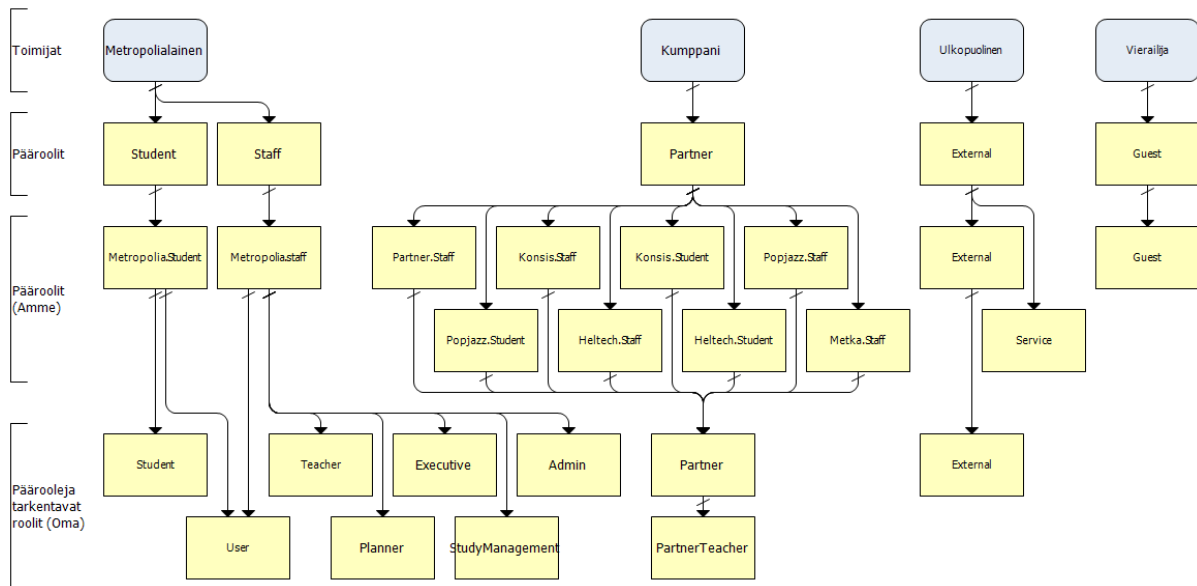 Toimijat
Metropolialainen
Kumppani
Ulkopuolinen
Vierailija
Pääroolit
Student
Staff
Partner
External
Guest
Pääroolit
(Amme)
Metropolia.Student
Metropolia.staff
Partner.Staff
Konsis.Staff
Konsis.Student
Popjazz.Staff
External
Guest
Popjazz.Student
Heltech.Staff
Heltech.Student
Metka.Staff
Service
Päärooleja
tarkentavat
roolit (Oma)
Student
Teacher
Executive
Admin
Partner
External
User
Planner
StudyManagement
PartnerTeacher